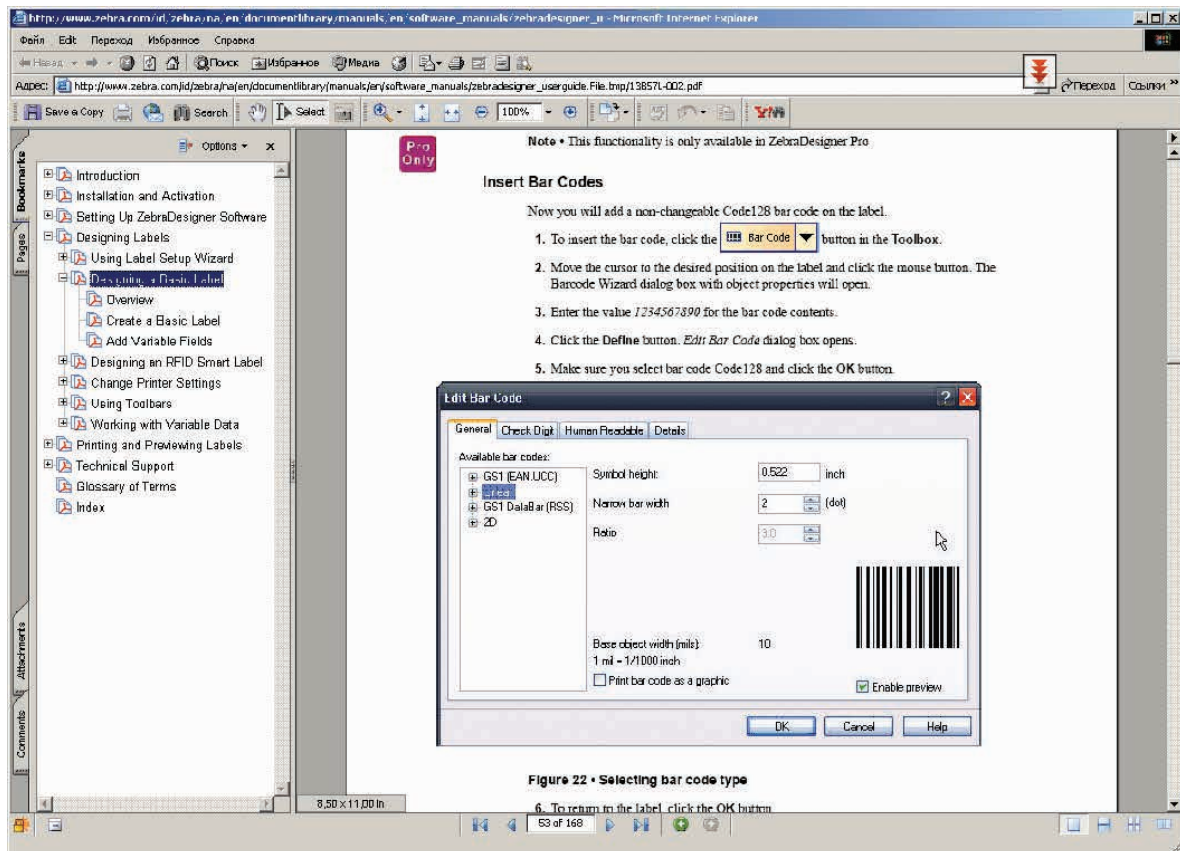 http://www.zebra.com/id/zebra/na/en/documentlibrary/manuals/en/software_manuals/zebradesigner_u - Microsoft Internet Explorer
Файл Edit Переход Избранное Справка
Назад Поиск Избранное Медиа
Адрес: http://www.zebra.com/id/zebra/na/en/documentlibrary/manuals/en/software_manuals/zebradesigner_userguide.File.tmp/13857L-002.pdf Переход Ссылки »
Save a Copy Search Select 100%
Bookmarks
Pages
Attachments
Comments
Options x
Introduction
Installation and Activation
Setting Up ZebraDesigner Software
Designing Labels
Using Label Setup Wizard
Designing a Basic Label
Overview
Create a Basic Label
Add Variable Fields
Designing an RFID Smart Label
Change Printer Settings
Using Toolbars
Working with Variable Data
Printing and Previewing Labels
Technical Support
Glossary of Terms
Index
Pro
Only
Note • This functionality is only available in ZebraDesigner Pro
Insert Bar Codes
Now you will add a non-changeable Code128 bar code on the label.
1. To insert the bar code, click the Bar Code button in the Toolbox.
2. Move the cursor to the desired position on the label and click the mouse button. The
Barcode Wizard dialog box with object properties will open.
3. Enter the value 1234567890 for the bar code contents.
4. Click the Define button. Edit Bar Code dialog box opens.
5. Make sure you select bar code Code128 and click the OK button.
Edit Bar Code
General Check Digit Human Readable Details
Available bar codes:
GS1 (EAN.UCC)
Linear
GS1 DataBar (RSS)
2D
Symbol height: 0.522 inch
Narrow bar width 2 (dot)
Ratio 3.0
Base object width (mils): 10
1 mil = 1/1000 inch
Print bar code as a graphic
Enable preview
OK Cancel Help
Figure 22 • Selecting bar code type
6. To return to the label, click the OK button
8,50 x 11,00 in
53 of 168